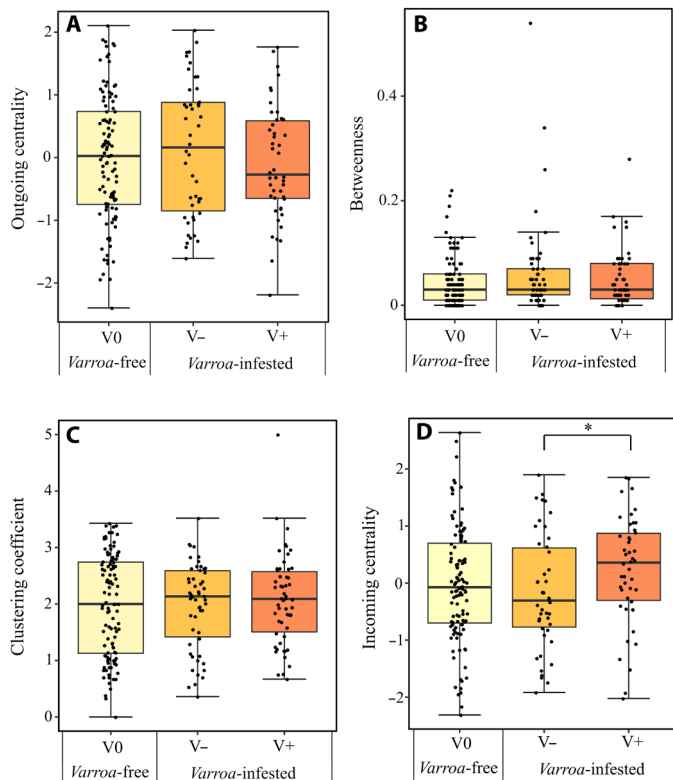 A
Outgoing centrality
2
1
0
−1
−2
V0
V−
V+
Varroa-free
Varroa-infested
B
Betweenness
0.4
0.2
0
V0
V−
V+
Varroa-free
Varroa-infested
C
Clustering coefficient
5
4
3
2
1
0
V0
V−
V+
Varroa-free
Varroa-infested
D
*
Incoming centrality
2
1
0
−1
−2
V0
V−
V+
Varroa-free
Varroa-infested